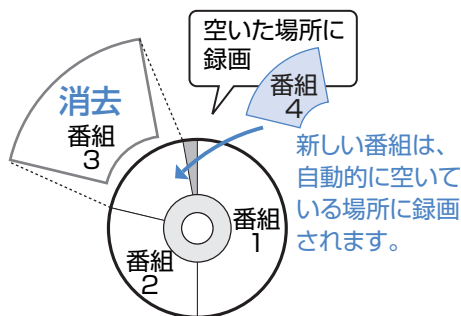 空いた場所に
録画
消去
番組
3
番組
4
新しい番組は、
自動的に空いて
いる場所に録画
されます。
番組
1
番組
2